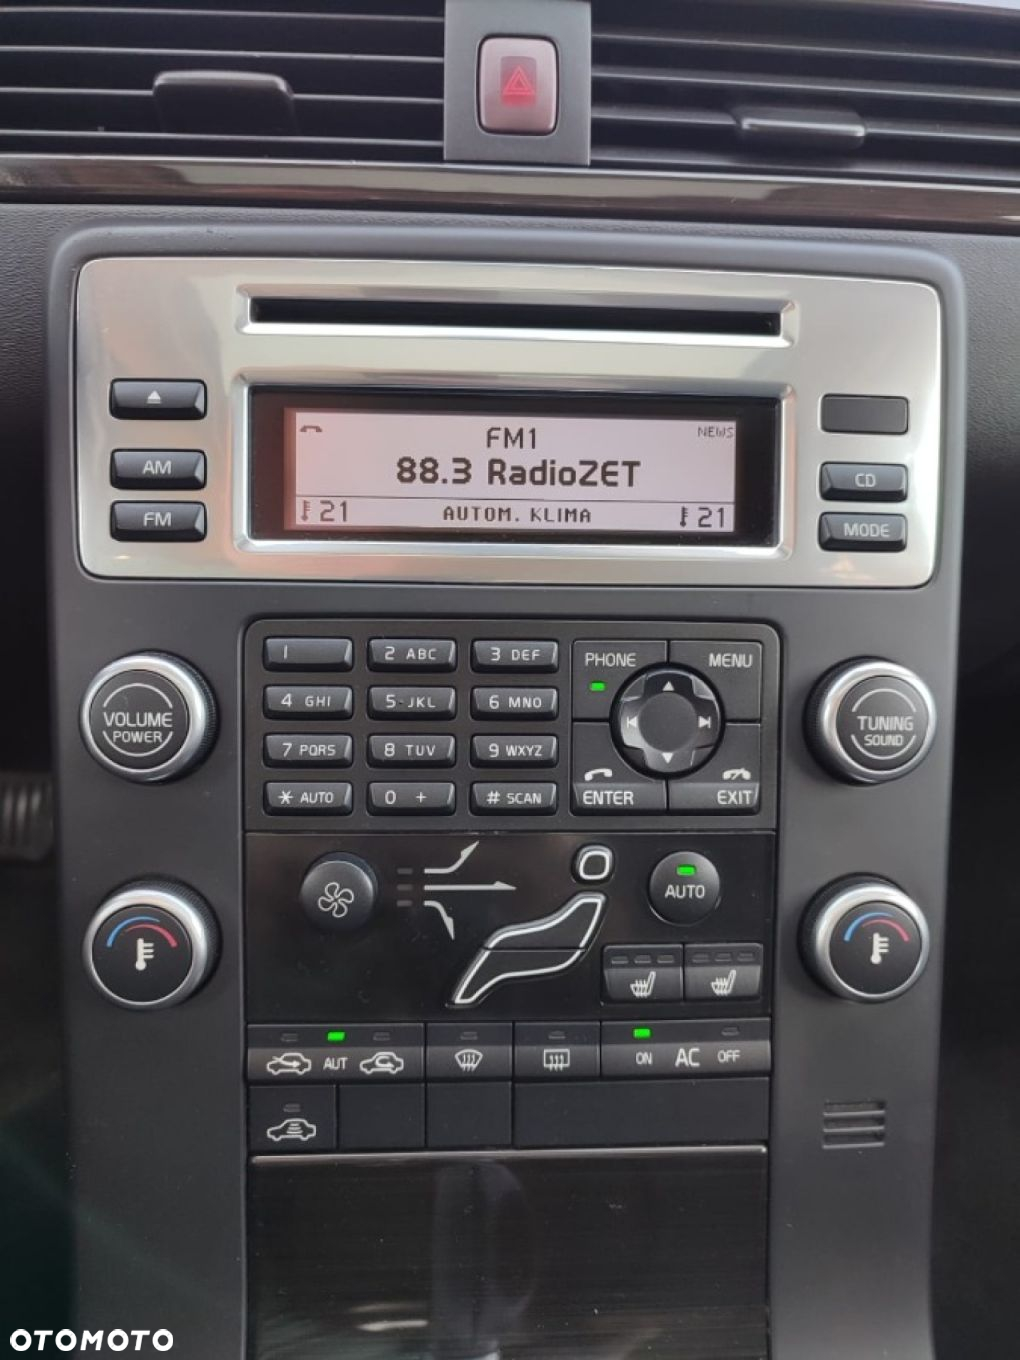 FM1
NEWS
88.3 RadioZET
21
AUTOM. KLIMA
21
AM
FM
CD
MODE
1
2 ABC
3 DEF
4 GHI
5 JKL
6 MNO
7 PQRS
8 TUV
9 WXYZ
* AUTO
0 +
# SCAN
PHONE
MENU
ENTER
EXIT
VOLUME
POWER
TUNING
SOUND
AUTO
AUT
ON
AC
OFF
OTOMOTO